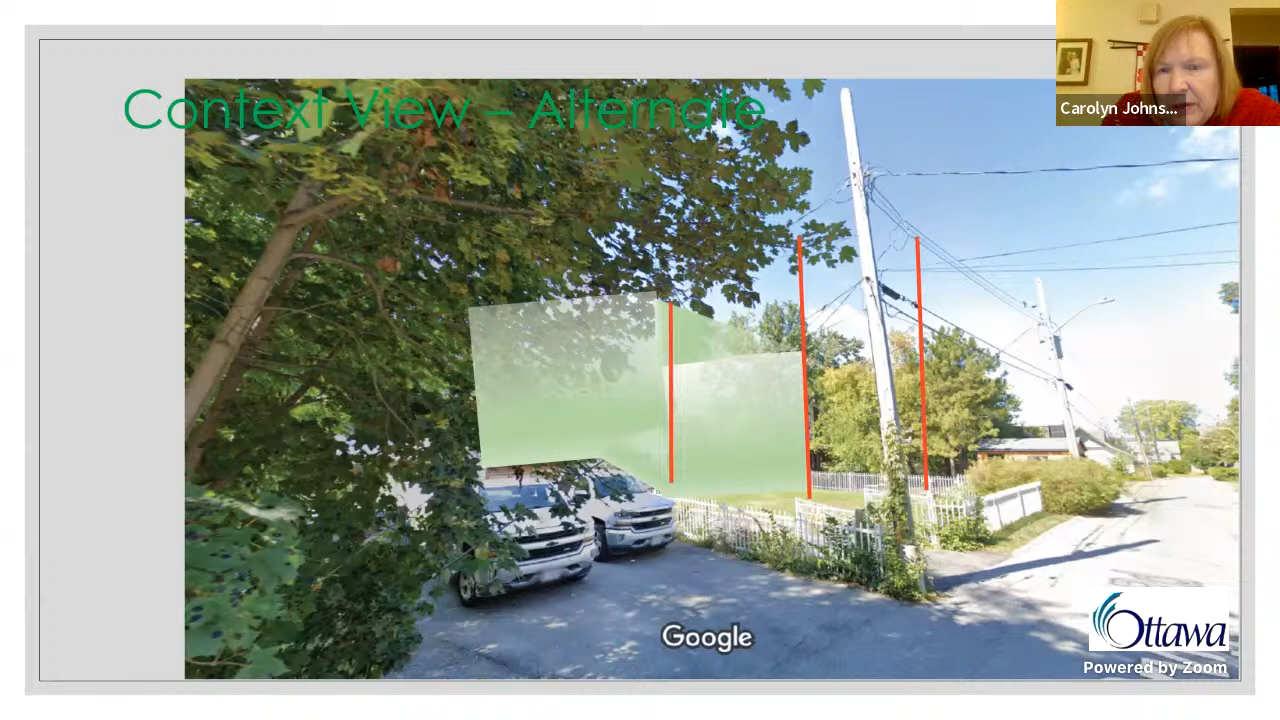 Context View – Alternate
Carolyn Johns...
Google
Ottawa
Powered by Zoom